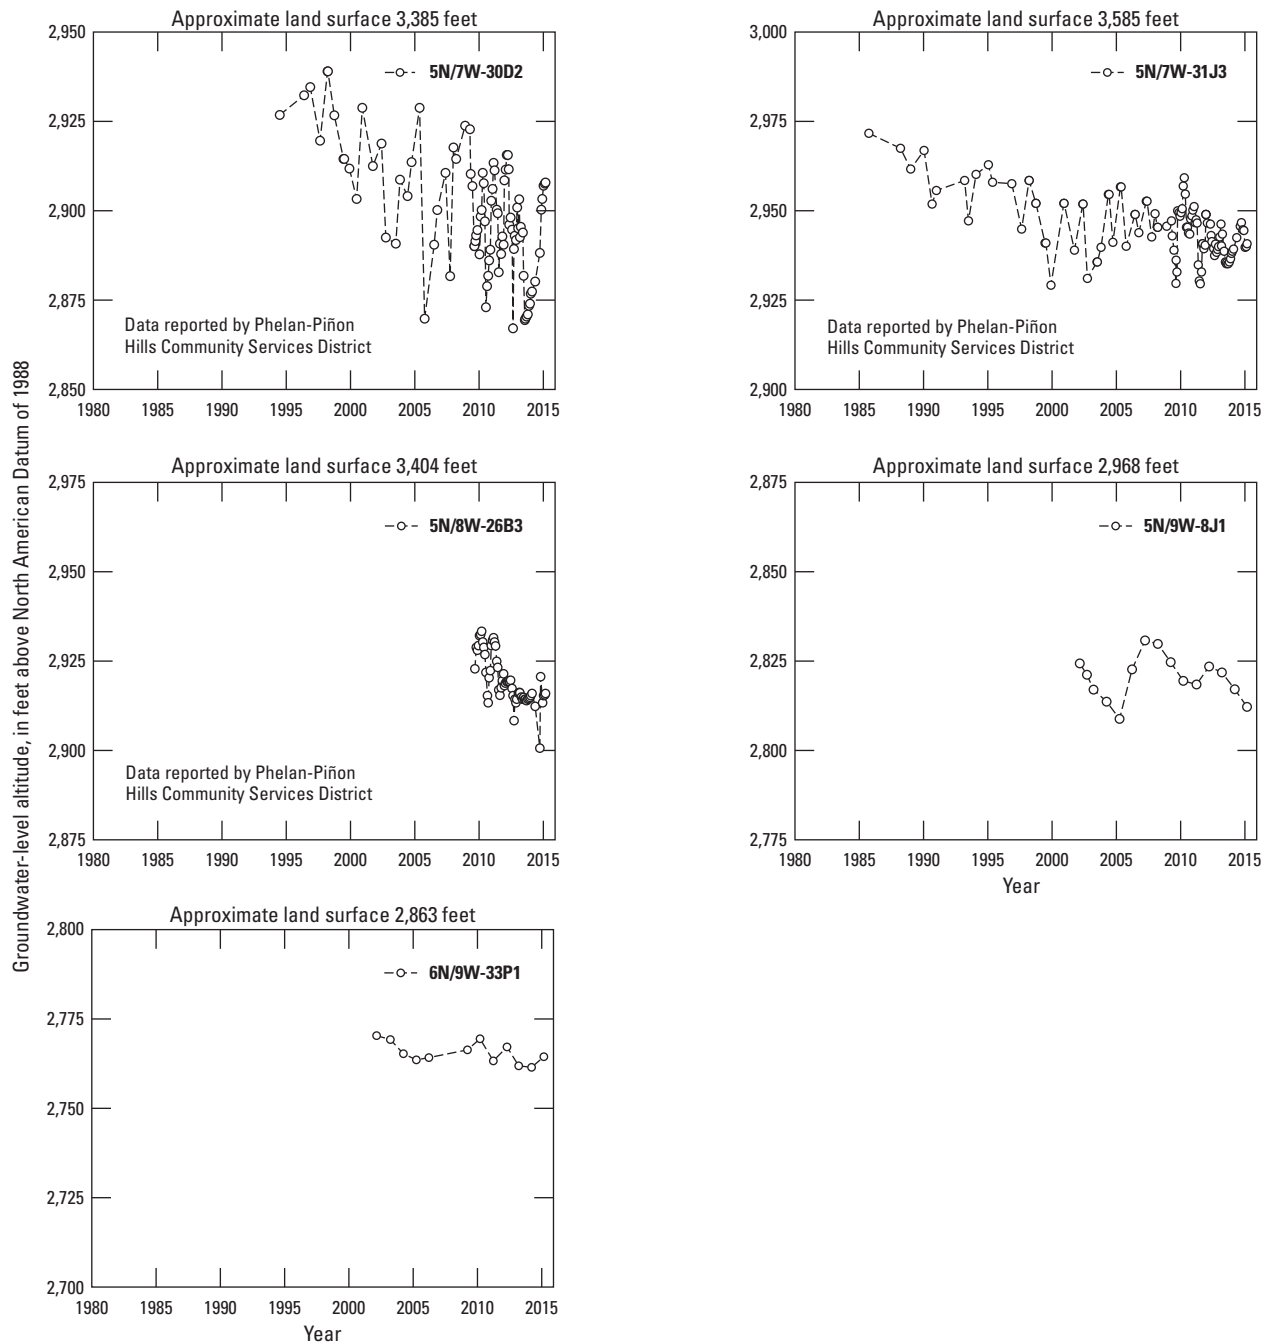 Groundwater-level altitude, in feet above North American Datum of 1988
Approximate land surface 3,385 feet
2,950
2,925
2,900
2,875
2,850
5N/7W-30D2
Data reported by Phelan-Piñon
Hills Community Services District
1980 1985 1990 1995 2000 2005 2010 2015
Approximate land surface 3,585 feet
3,000
2,975
2,950
2,925
2,900
5N/7W-31J3
Data reported by Phelan-Piñon
Hills Community Services District
1980 1985 1990 1995 2000 2005 2010 2015
Approximate land surface 3,404 feet
2,975
2,950
2,925
2,900
2,875
5N/8W-26B3
Data reported by Phelan-Piñon
Hills Community Services District
1980 1985 1990 1995 2000 2005 2010 2015
Approximate land surface 2,968 feet
2,875
2,850
2,825
2,800
2,775
5N/9W-8J1
1980 1985 1990 1995 2000 2005 2010 2015
Year
Approximate land surface 2,863 feet
2,800
2,775
2,750
2,725
2,700
6N/9W-33P1
1980 1985 1990 1995 2000 2005 2010 2015
Year